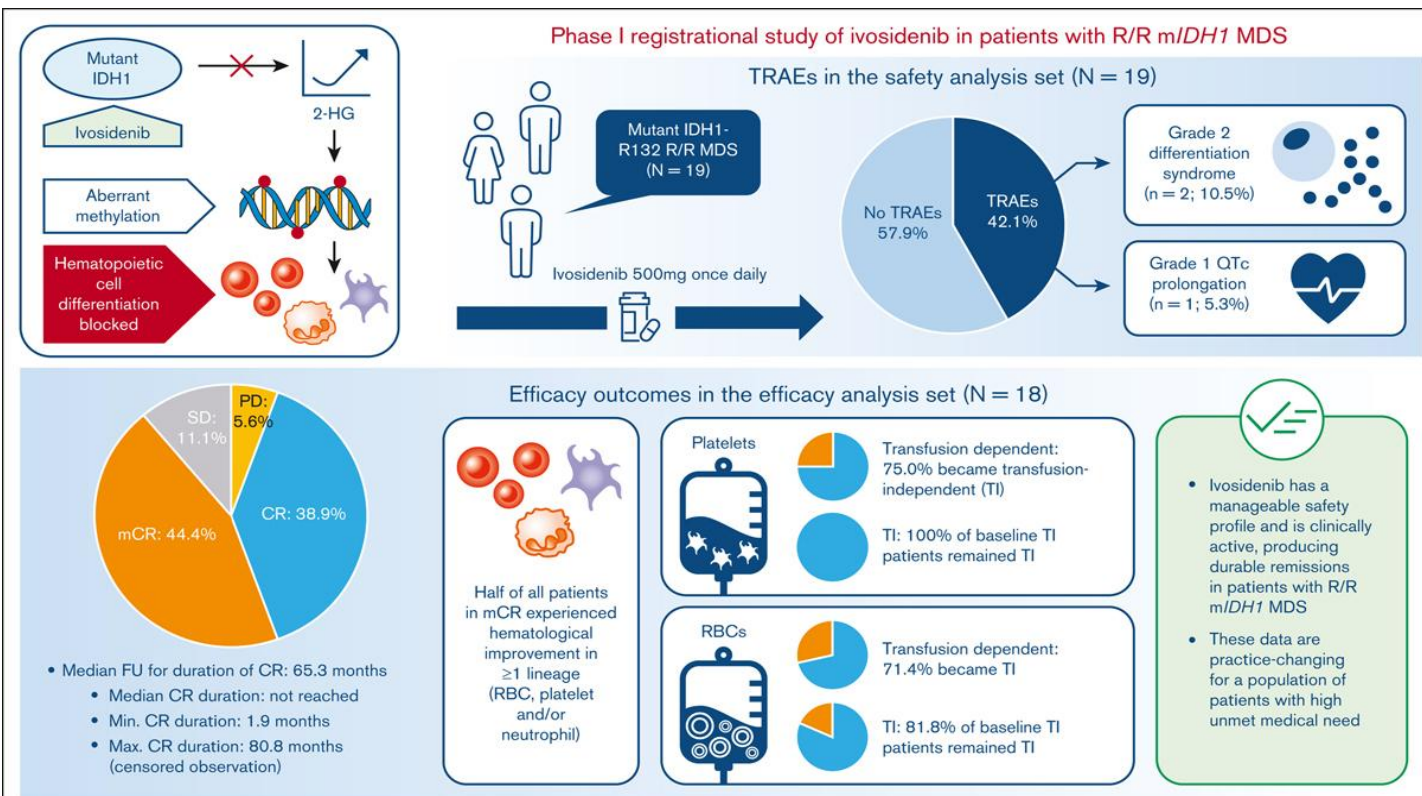 Phase I registrational study of ivosidenib in patients with R/R mIDH1 MDS
Mutant
IDH1
2-HG
Ivosidenib
Aberrant
methylation
Hematopoietic
cell
differentiation
blocked
TRAEs in the safety analysis set (N = 19)
Mutant IDH1-
R132 R/R MDS
(N = 19)
Ivosidenib 500mg once daily
No TRAEs
57.9%
TRAEs
42.1%
Grade 2
differentiation
syndrome
(n = 2; 10.5%)
Grade 1 QTc
prolongation
(n = 1; 5.3%)
Efficacy outcomes in the efficacy analysis set (N = 18)
SD:
11.1%
PD:
5.6%
mCR: 44.4%
CR: 38.9%
• Median FU for duration of CR: 65.3 months
• Median CR duration: not reached
• Min. CR duration: 1.9 months
• Max. CR duration: 80.8 months
(censored observation)
Half of all patients
in mCR experienced
hematological
improvement in
≥1 lineage
(RBC, platelet
and/or
neutrophil)
Platelets
Transfusion dependent:
75.0% became transfusion-
independent (TI)
TI: 100% of baseline TI
patients remained TI
RBCs
Transfusion dependent:
71.4% became TI
TI: 81.8% of baseline TI
patients remained TI
• Ivosidenib has a
manageable safety
profile and is clinically
active, producing
durable remissions
in patients with R/R
mIDH1 MDS
• These data are
practice-changing
for a population of
patients with high
unmet medical need